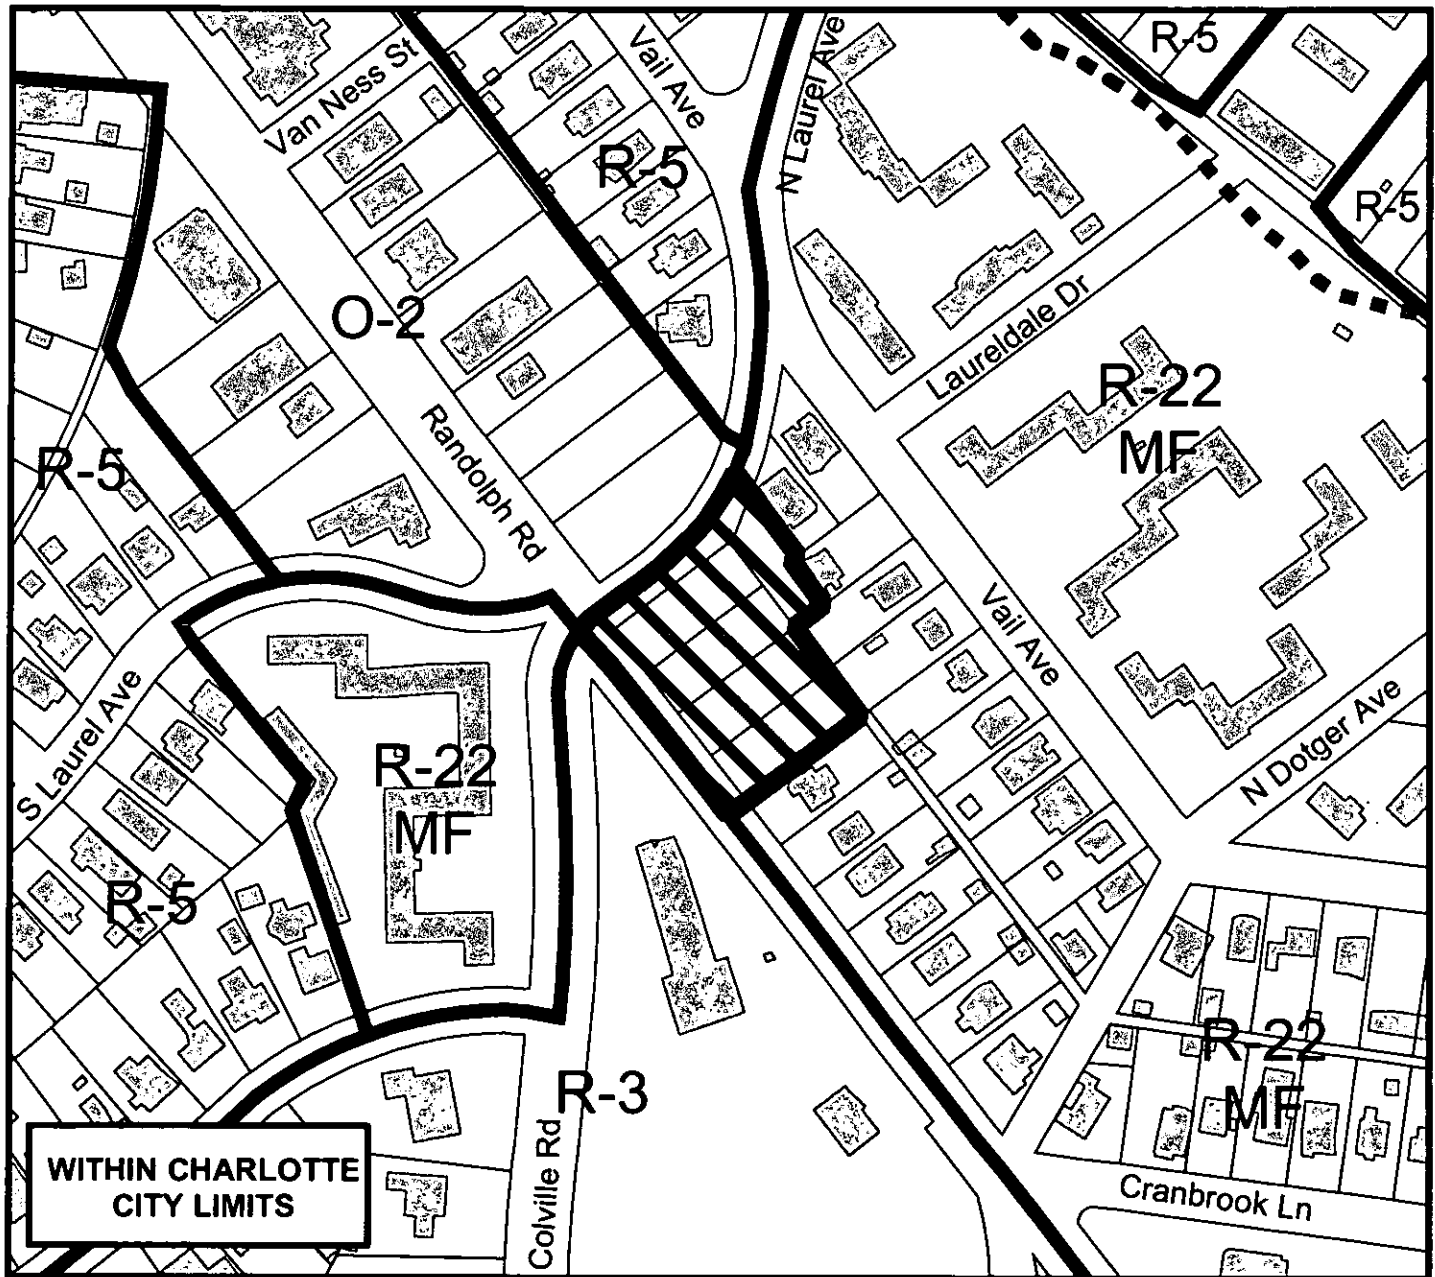 R-5
Van Ness St
Vail Ave
N Laurel Ave
R-5
R-5
O-2
Laureldale Dr
R-22
MF
Randolph Rd
R-5
Vail Ave
S Laurel Ave
R-22
MF
N Dotger Ave
R-5
R-22
MF
R-3
WITHIN CHARLOTTE
CITY LIMITS
Colville Rd
Cranbrook Ln